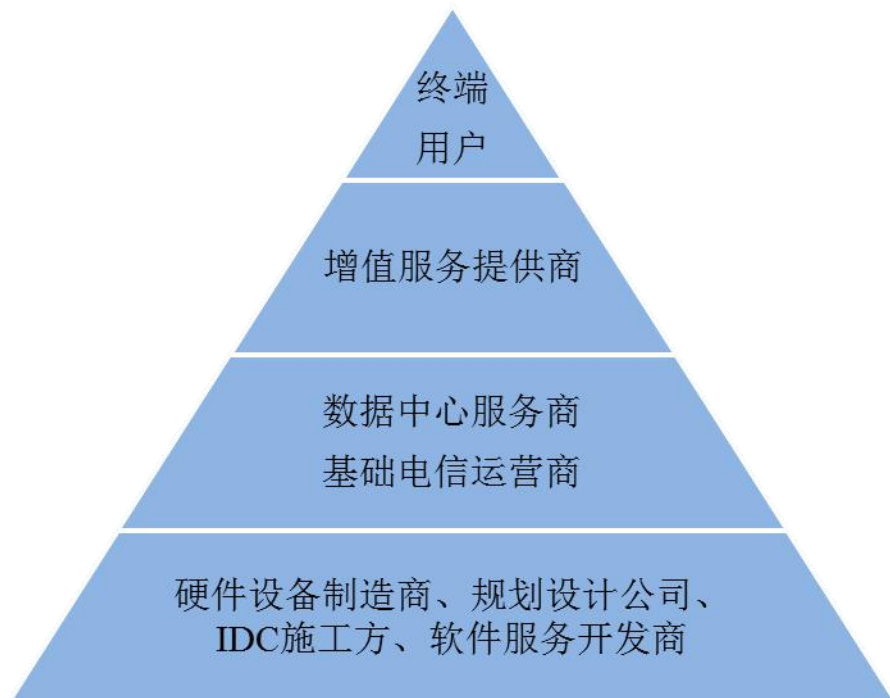 终端
用户
增值服务提供商
数据中心服务商
基础电信运营商
硬件设备制造商、规划设计公司、
IDC施工方、软件服务开发商